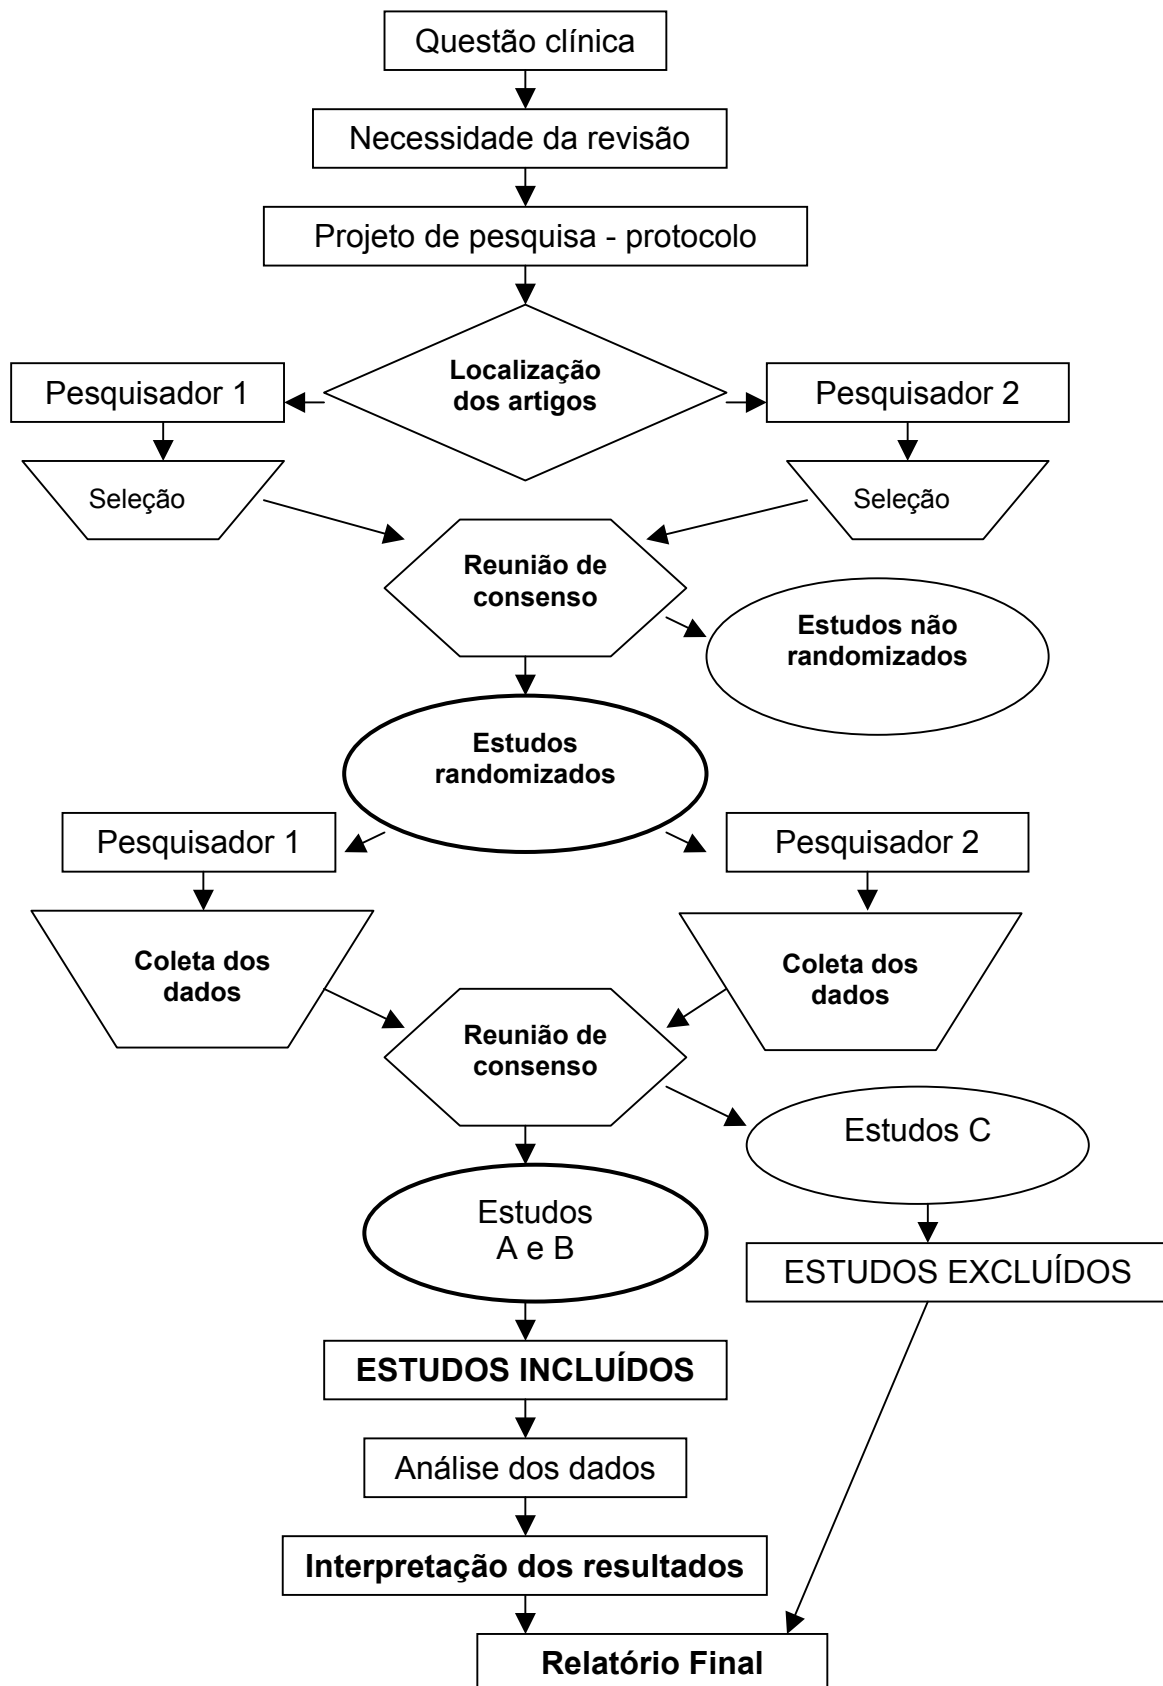 Questão clínica
Necessidade da revisão
Projeto de pesquisa - protocolo
Localização
dos artigos
Pesquisador 1
Pesquisador 2
Seleção
Seleção
Reunião de
consenso
Estudos não
randomizados
Estudos
randomizados
Pesquisador 1
Pesquisador 2
Coleta dos
dados
Coleta dos
dados
Reunião de
consenso
Estudos C
Estudos
A e B
ESTUDOS EXCLUÍDOS
ESTUDOS INCLUÍDOS
Análise dos dados
Interpretação dos resultados
Relatório Final